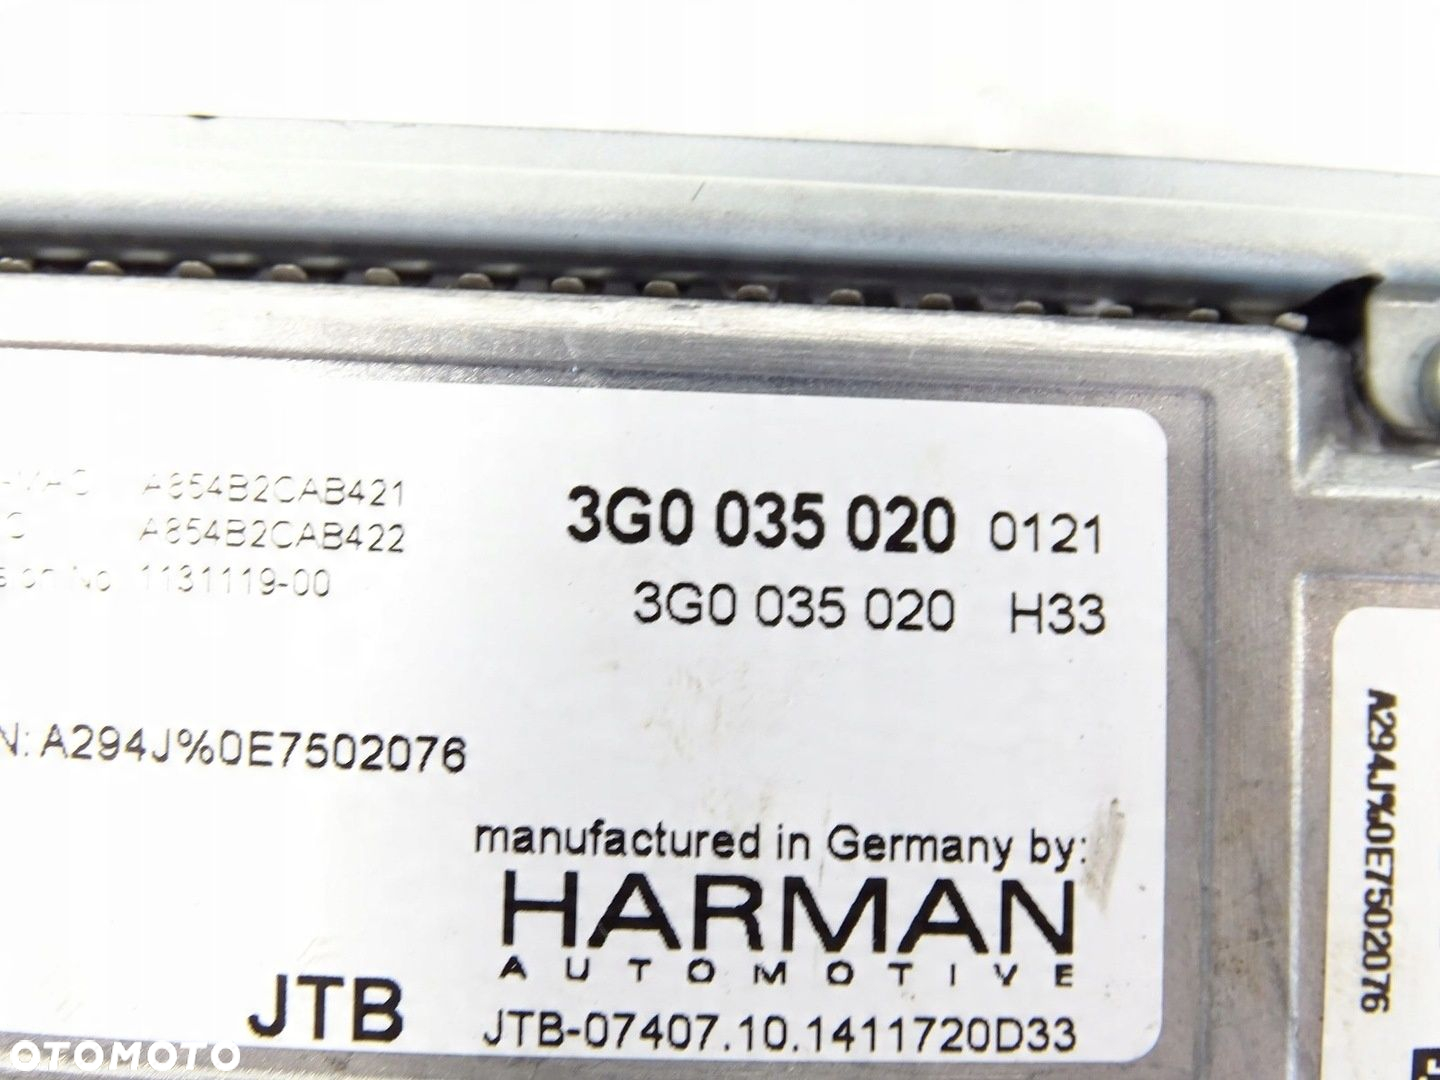 A854B2CAB421
3G0 035 020 0121
A854B2CAB422
3G0 035 020 H33
No 1131119-00
N: A294J%0E7502076
manufactured in Germany by:
HARMAN
AUTOMOTIVE
JTB
JTB-07407.10.1411720D33
A294J%0E7502076
OTOMOTO